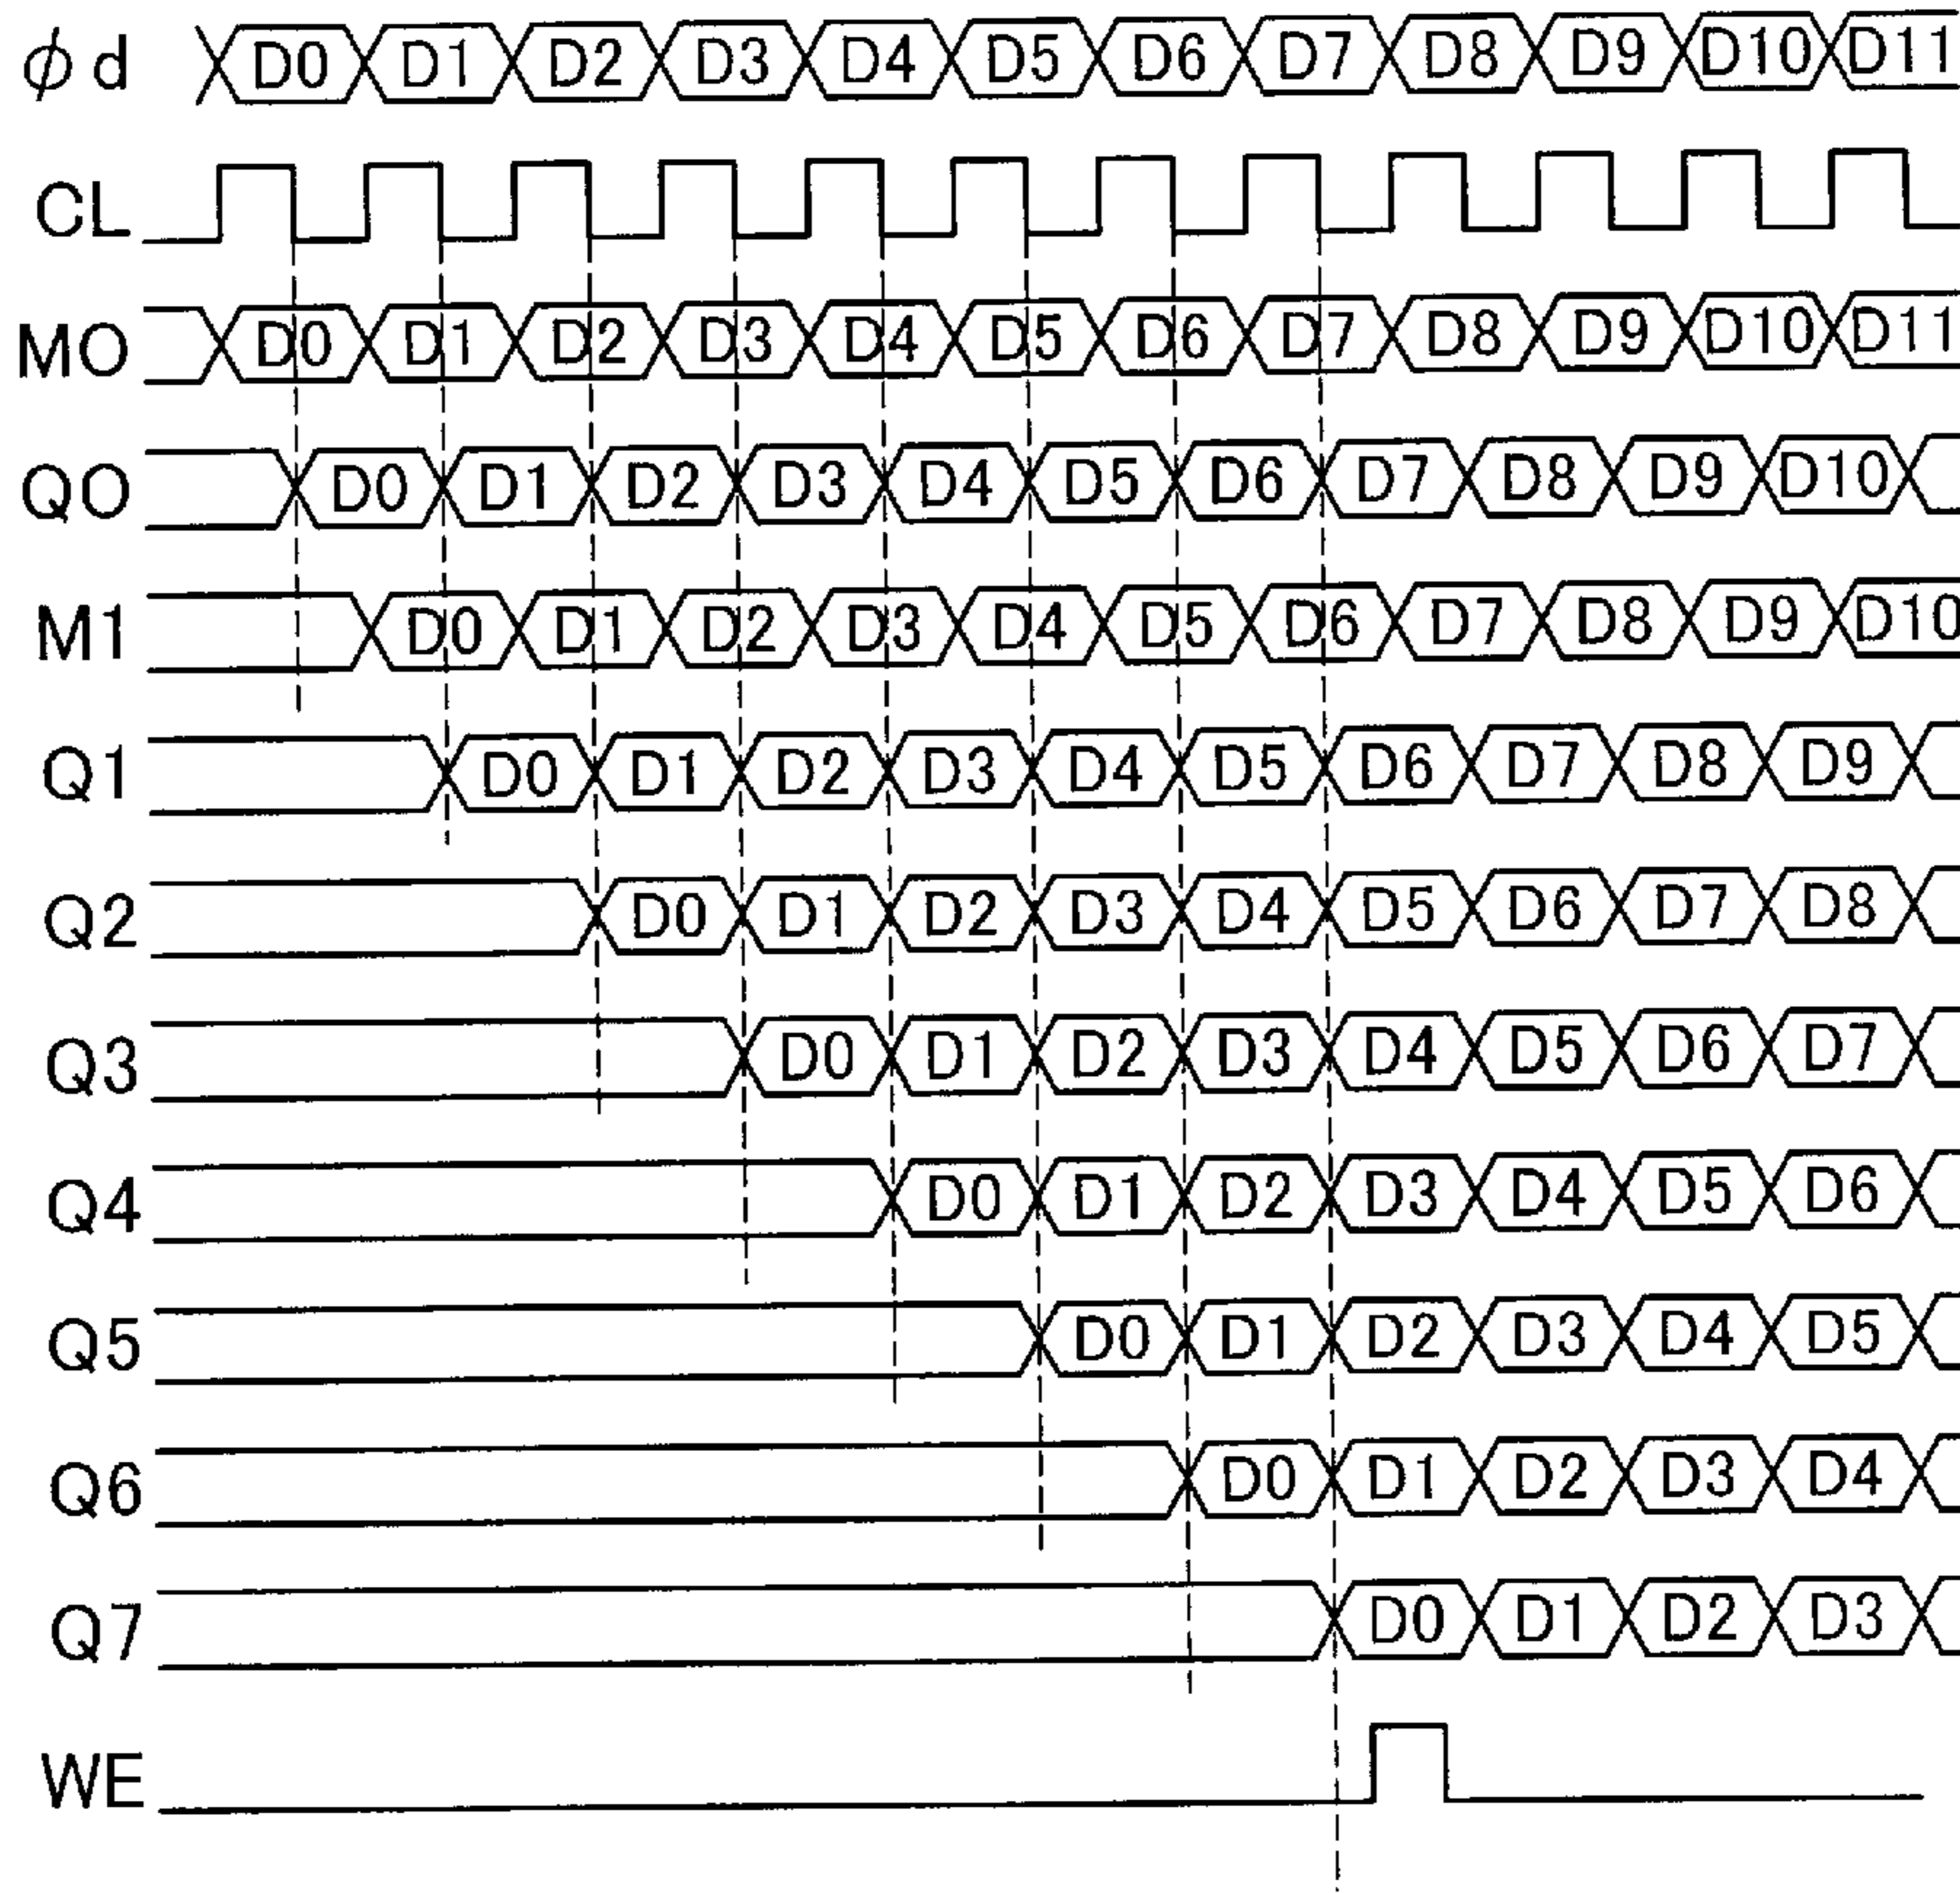 ϕd D0 D1 D2 D3 D4 D5 D6 D7 D8 D9 D10 D11
CL
MO D0 D1 D2 D3 D4 D5 D6 D7 D8 D9 D10 D11
QO D0 D1 D2 D3 D4 D5 D6 D7 D8 D9 D10
M1 D0 D1 D2 D3 D4 D5 D6 D7 D8 D9 D10
Q1 D0 D1 D2 D3 D4 D5 D6 D7 D8 D9
Q2 D0 D1 D2 D3 D4 D5 D6 D7 D8
Q3 D0 D1 D2 D3 D4 D5 D6 D7
Q4 D0 D1 D2 D3 D4 D5 D6
Q5 D0 D1 D2 D3 D4 D5
Q6 D0 D1 D2 D3 D4
Q7 D0 D1 D2 D3
WE